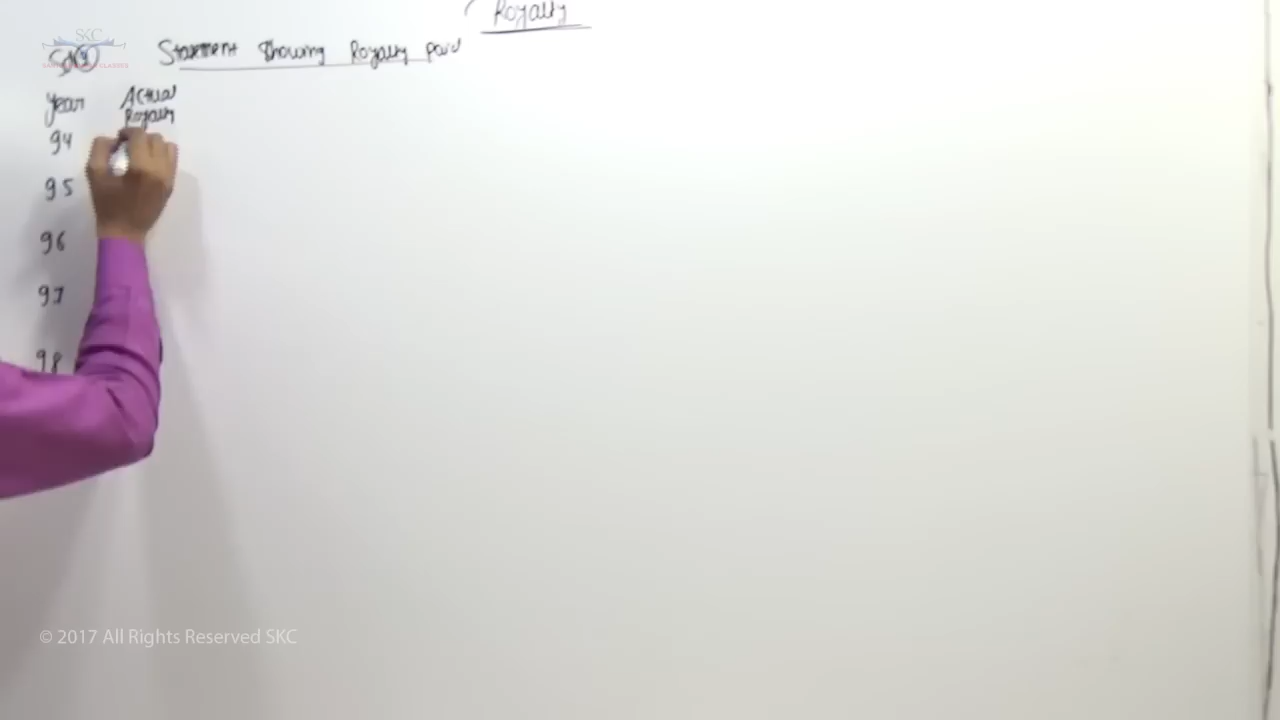 Royalty
SKC
Statement Showing Royalty paid
Year Actual
Royalty
94
95
96
97
98
© 2017 All Rights Reserved SKC